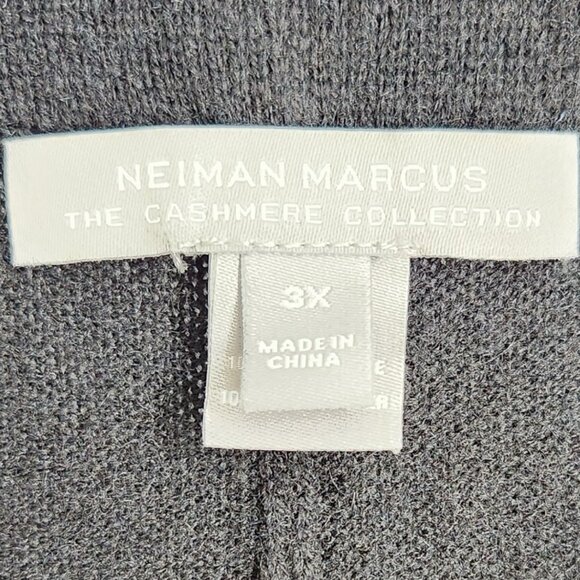 NEIMAN MARCUS
THE CASHMERE COLLECTION
3X
MADE IN
CHINA